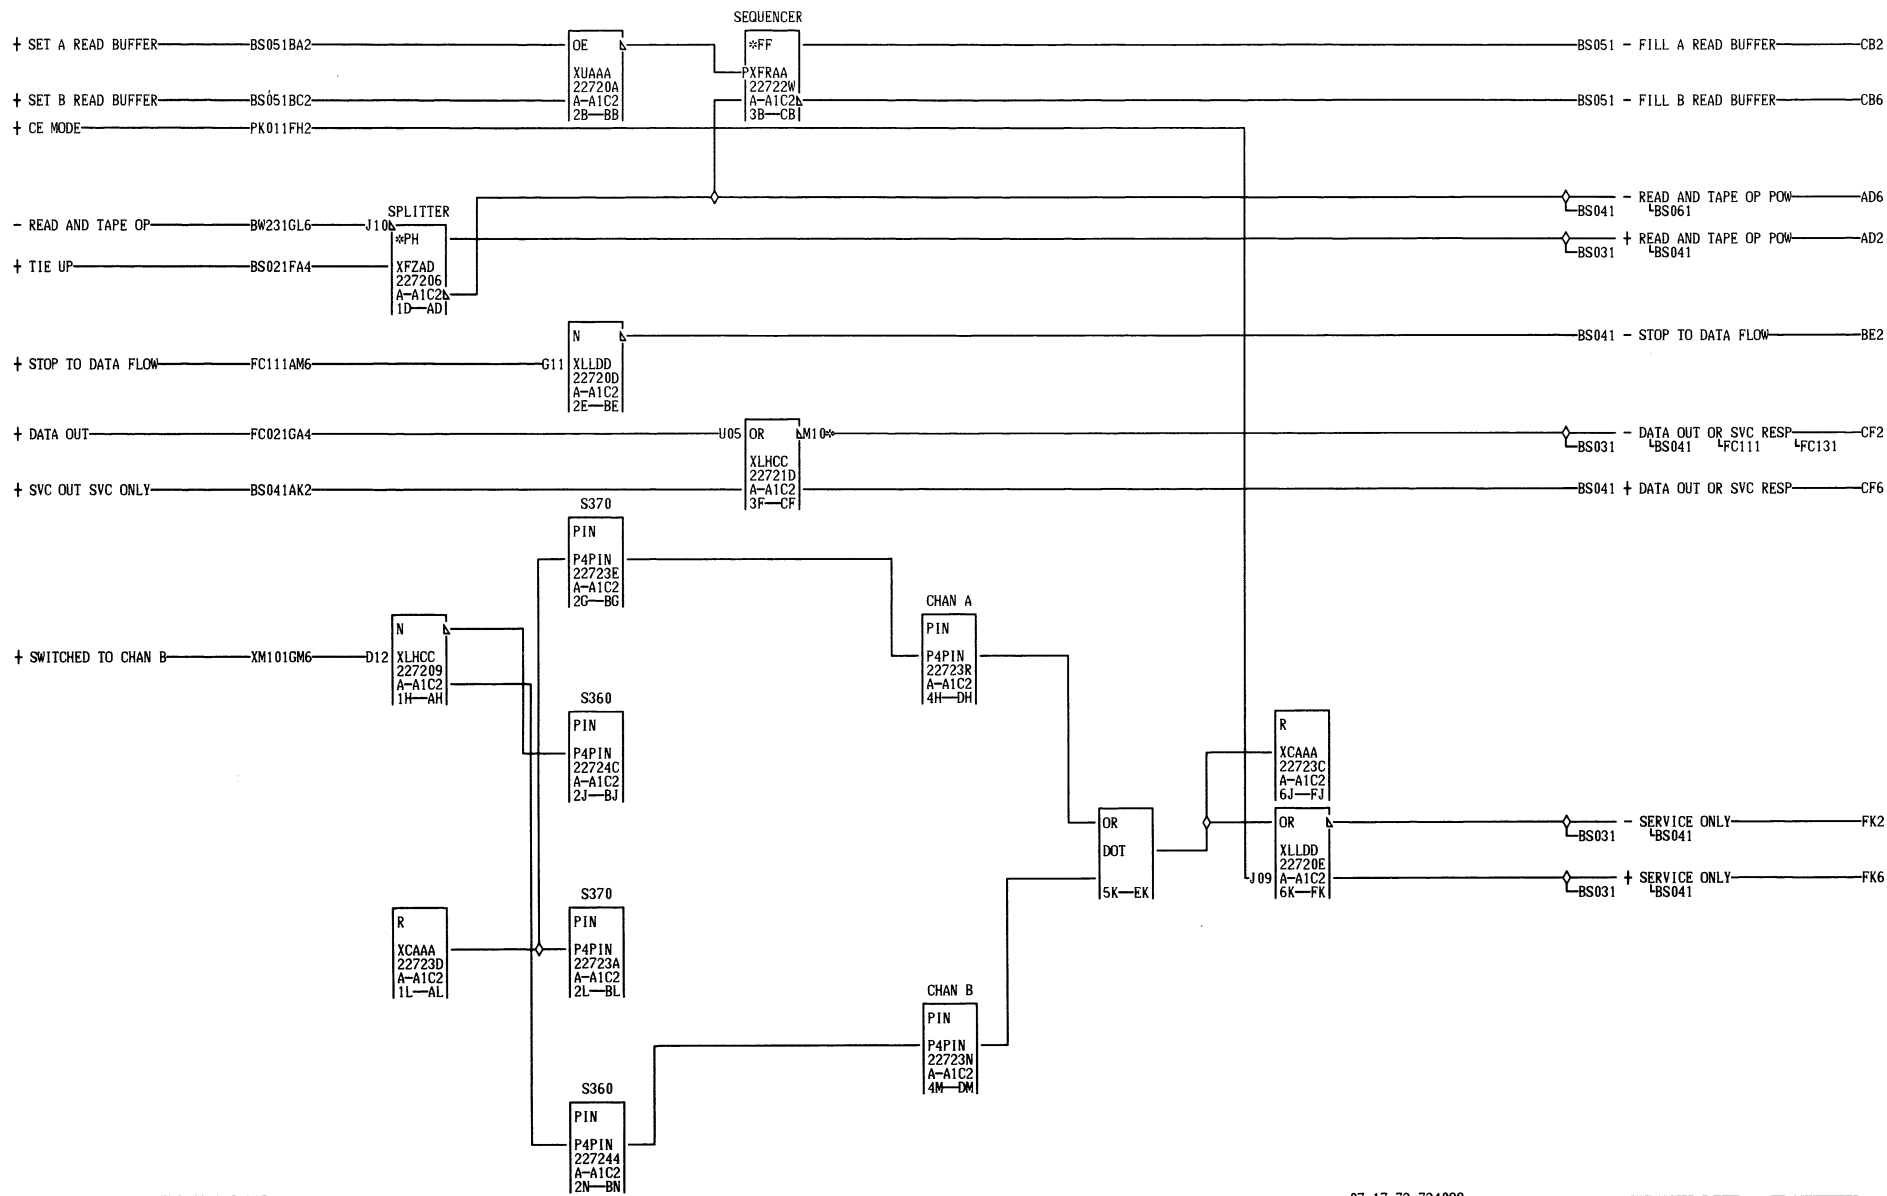 SEQUENCER
+ SET A READ BUFFER BS051BA2
OE
XUAAA
22720A
A-A1C2
2B—BB
*FF
PXFRAA
22722W
A-A1C2
3B—CB
BS051 - FILL A READ BUFFER CB2
+ SET B READ BUFFER BS051BC2
BS051 - FILL B READ BUFFER CB6
+ CE MODE PK011FH2
- READ AND TAPE OP POW AD6
BS041 BS061
SPLITTER
- READ AND TAPE OP BW231GL6 J10
*PH
XFZAD
227206
A-A1C2
1D—AD
+ READ AND TAPE OP POW AD2
BS031 BS041
+ TIE UP BS021FA4
N
XLLDD
22720D
A-A1C2
2E—BE
BS041 - STOP TO DATA FLOW BE2
+ STOP TO DATA FLOW FC111AM6 G11
+ DATA OUT FC021GA4 U05
OR M10*
XLHCC
22721D
A-A1C2
3F—CF
- DATA OUT OR SVC RESP CF2
BS031 BS041 FC111 FC131
+ SVC OUT SVC ONLY BS041AK2
BS041 + DATA OUT OR SVC RESP CF6
S370
PIN
P4PIN
22723E
A-A1C2
2G—BG
CHAN A
PIN
P4PIN
22723R
A-A1C2
4H—DH
+ SWITCHED TO CHAN B XM101GM6 D12
N
XLHCC
227209
A-A1C2
1H—AH
S360
PIN
P4PIN
22724C
A-A1C2
2J—BJ
R
XCAAA
22723C
A-A1C2
6J—FJ
OR
DOT
5K—EK
OR
XLLDD
22720E
J09 A-A1C2
6K—FK
- SERVICE ONLY FK2
BS031 BS041
+ SERVICE ONLY FK6
BS031 BS041
S370
PIN
P4PIN
22723A
A-A1C2
2L—BL
R
XCAAA
22723D
A-A1C2
1L—AL
CHAN B
PIN
P4PIN
22723N
A-A1C2
4M—DM
S360
PIN
P4PIN
227244
A-A1C2
2N—BN